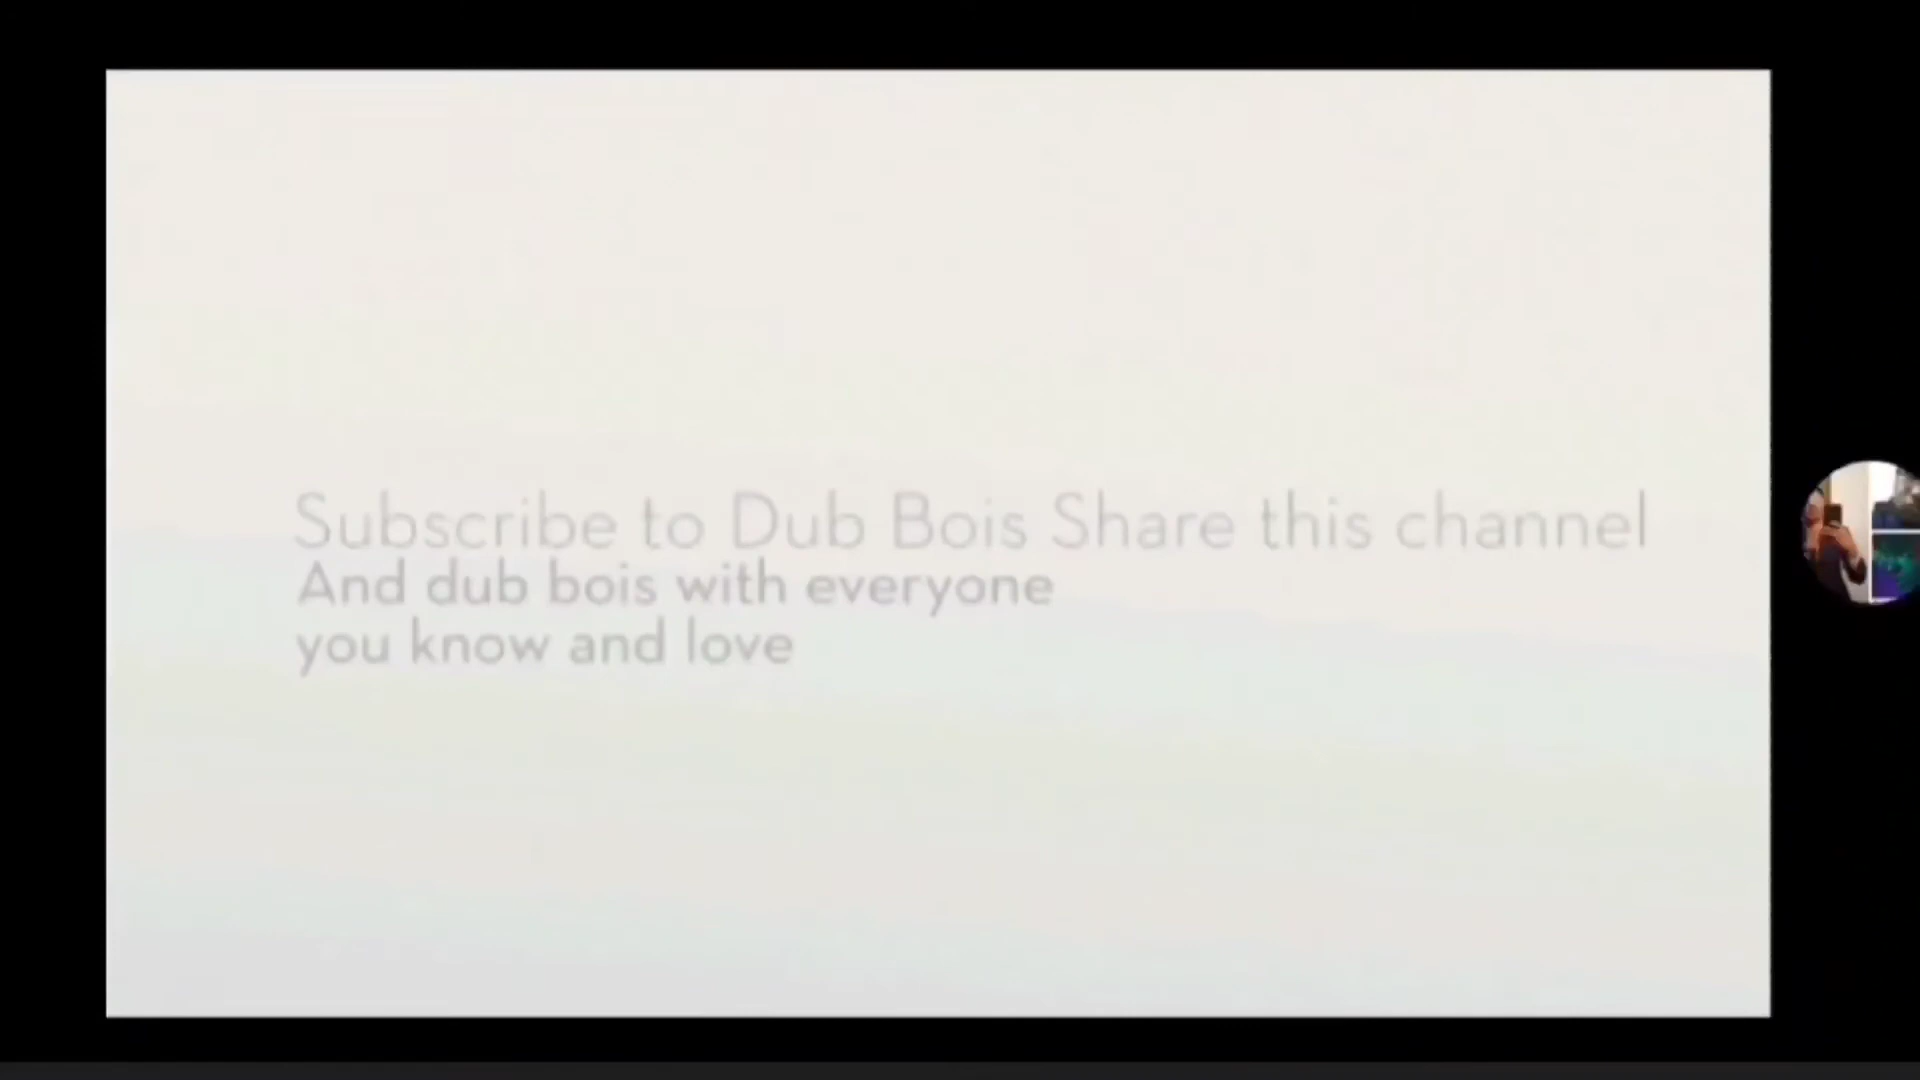 Subscribe to Dub Bois Share this channel
And dub bois with everyone
you know and love